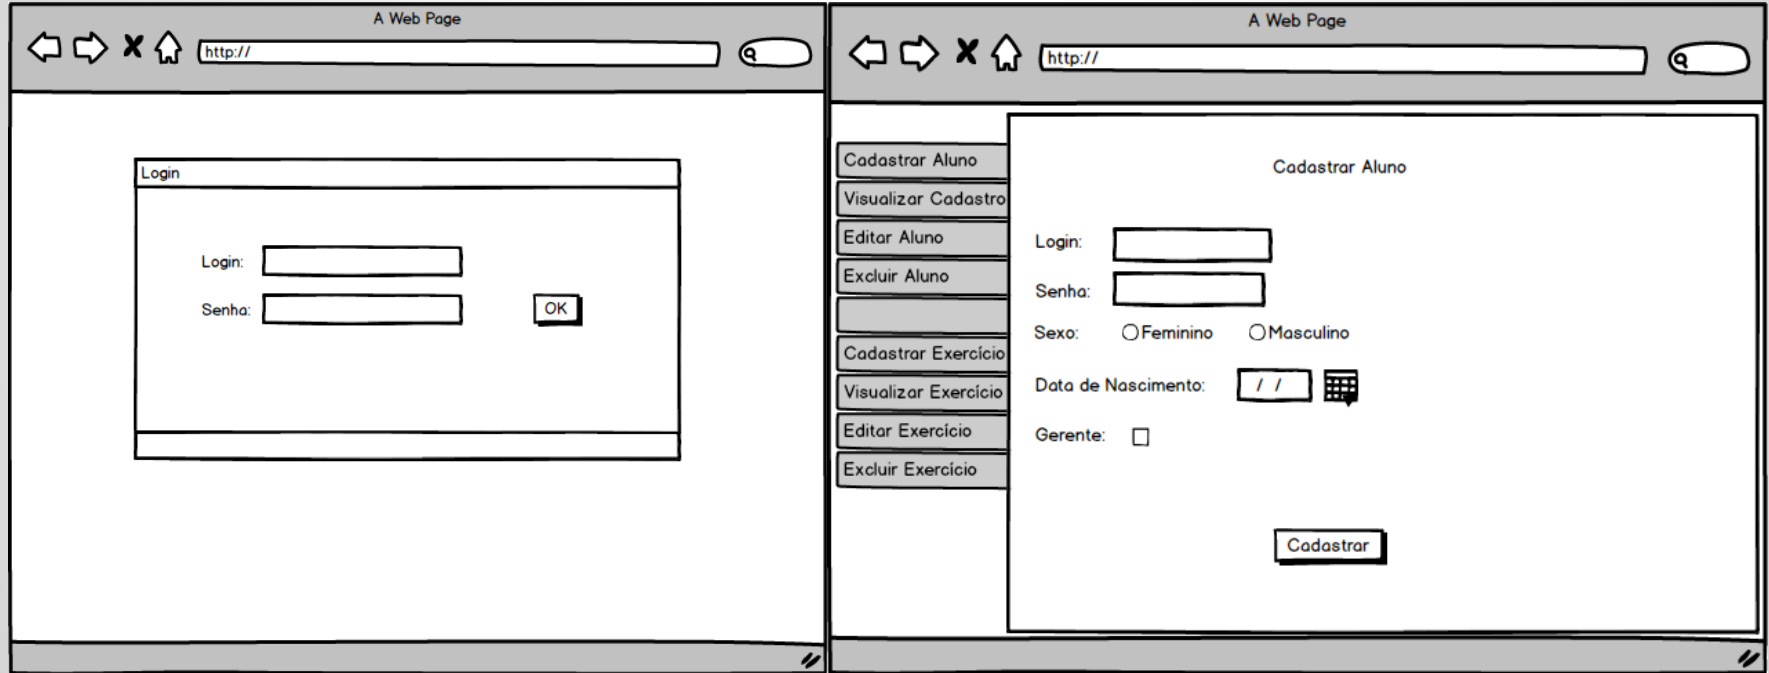 A Web Page
http://
Login
Login:
Senha:
OK
A Web Page
http://
Cadastrar Aluno
Visualizar Cadastro
Editar Aluno
Excluir Aluno
Cadastrar Exercício
Visualizar Exercício
Editar Exercício
Excluir Exercício
Cadastrar Aluno
Login:
Senha:
Sexo: Feminino Masculino
Data de Nascimento: / /
Gerente:
Cadastrar